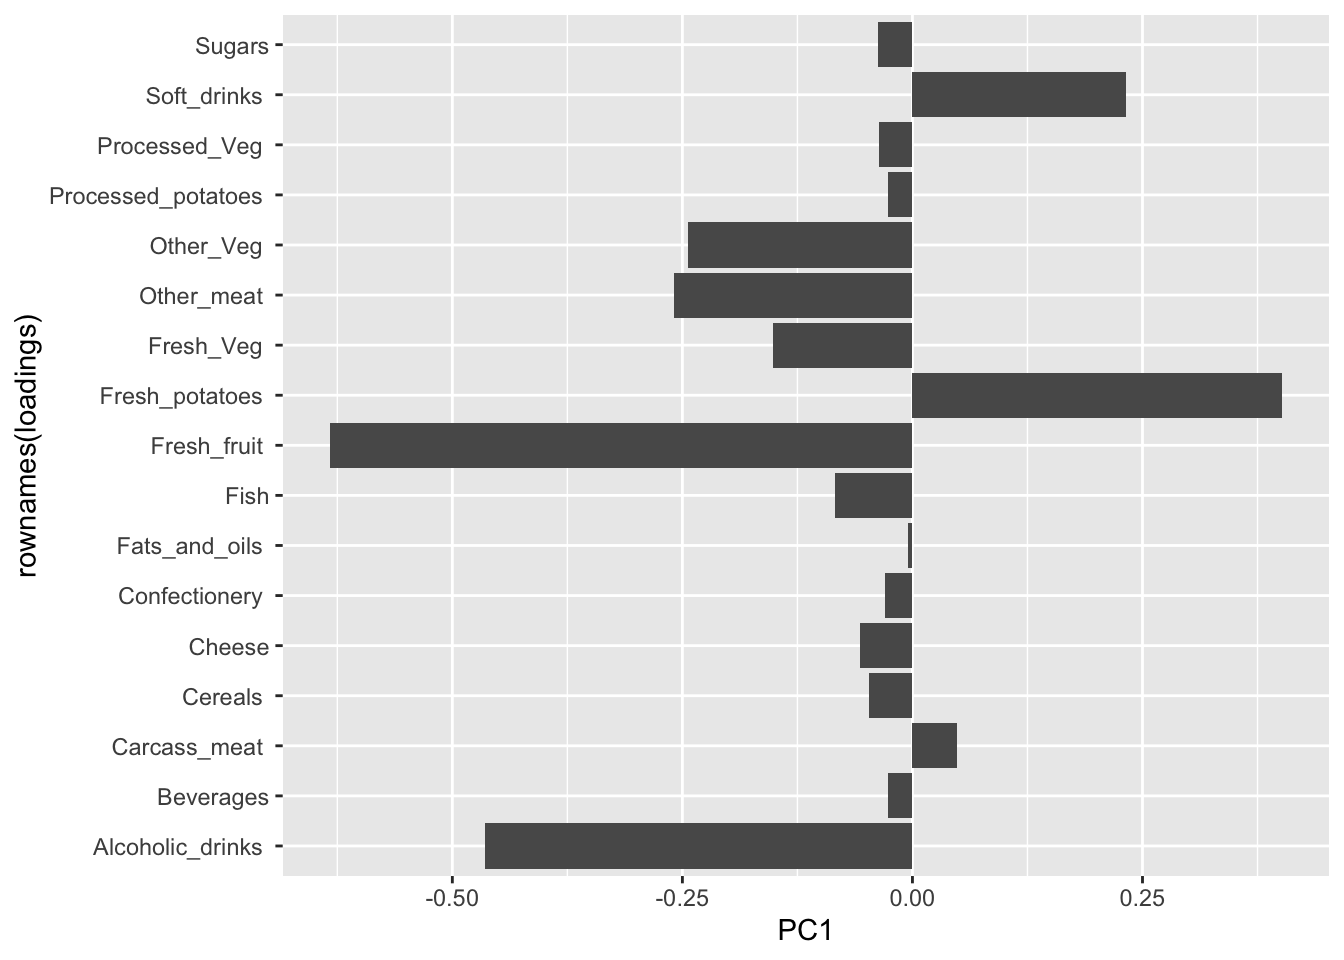 Sugars
Soft_drinks
Processed_Veg
Processed_potatoes
Other_Veg
Other_meat
Fresh_Veg
Fresh_potatoes
Fresh_fruit
Fish
Fats_and_oils
Confectionery
Cheese
Cereals
Carcass_meat
Beverages
Alcoholic_drinks
rownames(loadings)
-0.50 -0.25 0.00 0.25
PC1